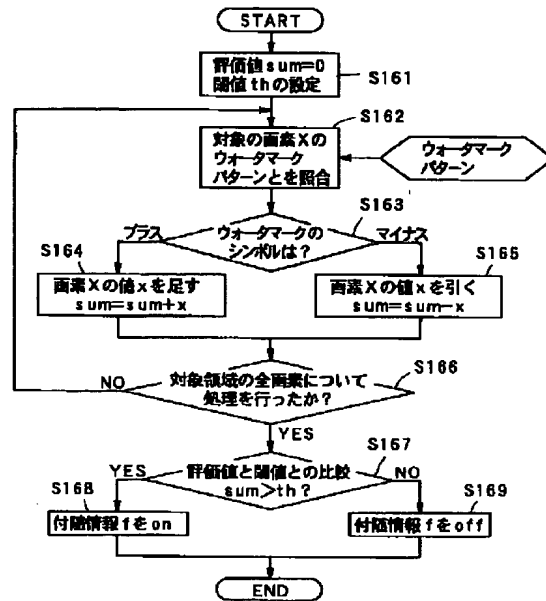 START
評価値sum=0
閾値thの設定
S161
S162
対象の画素Xの
ウォータマーク
パターンとを照合
ウォータマーク
パターン
S163
ウォータマークの
シンボルは？
プラス
マイナス
S164
画素Xの値xを足す
sum=sum+x
S165
画素Xの値xを引く
sum=sum-x
S166
対象領域の全画素について
処理を行ったか？
NO
YES
S167
評価値と閾値との比較
sum>th？
YES
NO
S168
付随情報fをon
S169
付随情報fをoff
END